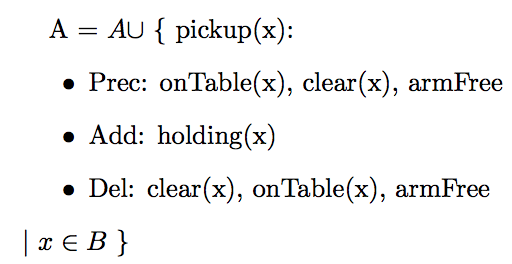 A = A∪ { pickup(x):
• Prec: onTable(x), clear(x), armFree
• Add: holding(x)
• Del: clear(x), onTable(x), armFree
| x ∈ B }